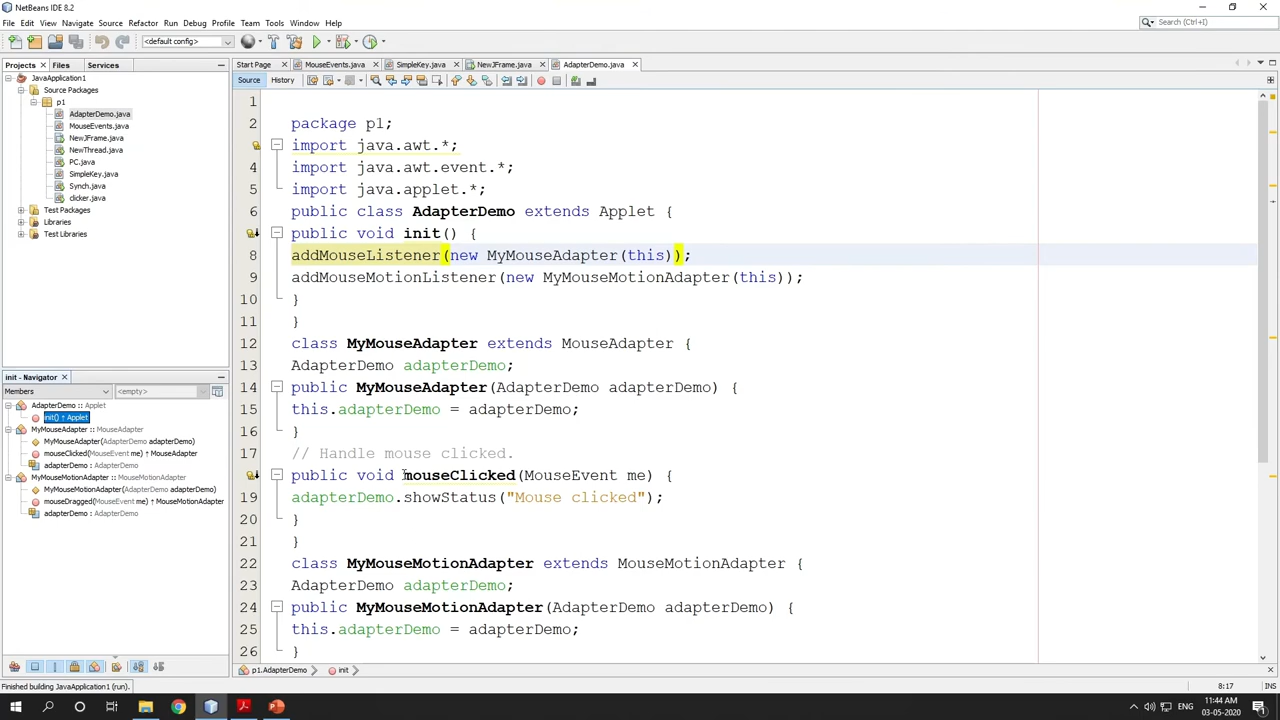 NetBeans IDE 8.2
File Edit View Navigate Source Refactor Run Debug Profile Team Tools Window Help
Search (Ctrl+I)
<default config>
Projects Files Services
Start Page MouseEvents.java SimpleKey.java NewJFrame.java AdapterDemo.java
Source History
JavaApplication1
Source Packages
p1
AdapterDemo.java
MouseEvents.java
NewJFrame.java
NewThread.java
PC.java
SimpleKey.java
Synch.java
clicker.java
Test Packages
Libraries
Test Libraries
init - Navigator
Members <empty>
AdapterDemo :: Applet
init() ↑ Applet
MyMouseAdapter :: MouseAdapter
MyMouseAdapter(AdapterDemo adapterDemo)
mouseClicked(MouseEvent me) ↑ MouseAdapter
adapterDemo : AdapterDemo
MyMouseMotionAdapter :: MouseMotionAdapter
MyMouseMotionAdapter(AdapterDemo adapterDemo)
mouseDragged(MouseEvent me) ↑ MouseMotionAdapter
adapterDemo : AdapterDemo
1
2 package p1;
import java.awt.*;
4 import java.awt.event.*;
5 import java.applet.*;
6 public class AdapterDemo extends Applet {
public void init() {
8 addMouseListener(new MyMouseAdapter(this));
9 addMouseMotionListener(new MyMouseMotionAdapter(this));
10 }
11 }
12 class MyMouseAdapter extends MouseAdapter {
13 AdapterDemo adapterDemo;
14 public MyMouseAdapter(AdapterDemo adapterDemo) {
15 this.adapterDemo = adapterDemo;
16 }
17 // Handle mouse clicked.
public void mouseClicked(MouseEvent me) {
19 adapterDemo.showStatus("Mouse clicked");
20 }
21 }
22 class MyMouseMotionAdapter extends MouseMotionAdapter {
23 AdapterDemo adapterDemo;
24 public MyMouseMotionAdapter(AdapterDemo adapterDemo) {
25 this.adapterDemo = adapterDemo;
26 }
p1.AdapterDemo init
Finished building JavaApplication1 (run).
8:17 INS
ENG
11:44 AM
03-05-2020